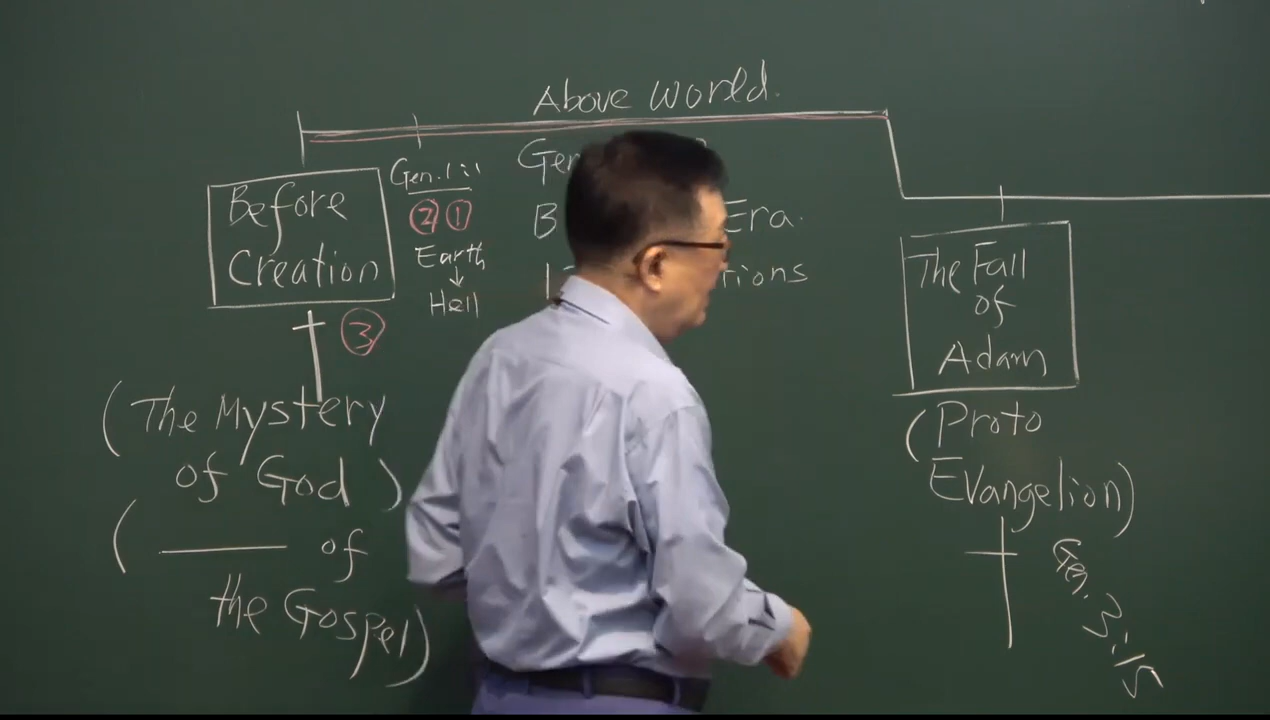 Above World.
Before
Creation
③
(The Mystery
of God)
( ——— of
the Gospel)
Gen. 1:1
② ①
Earth
↓
Hell
Era.
The Fall
of
Adam
(Proto
Evangelion)
Gen. 3:15